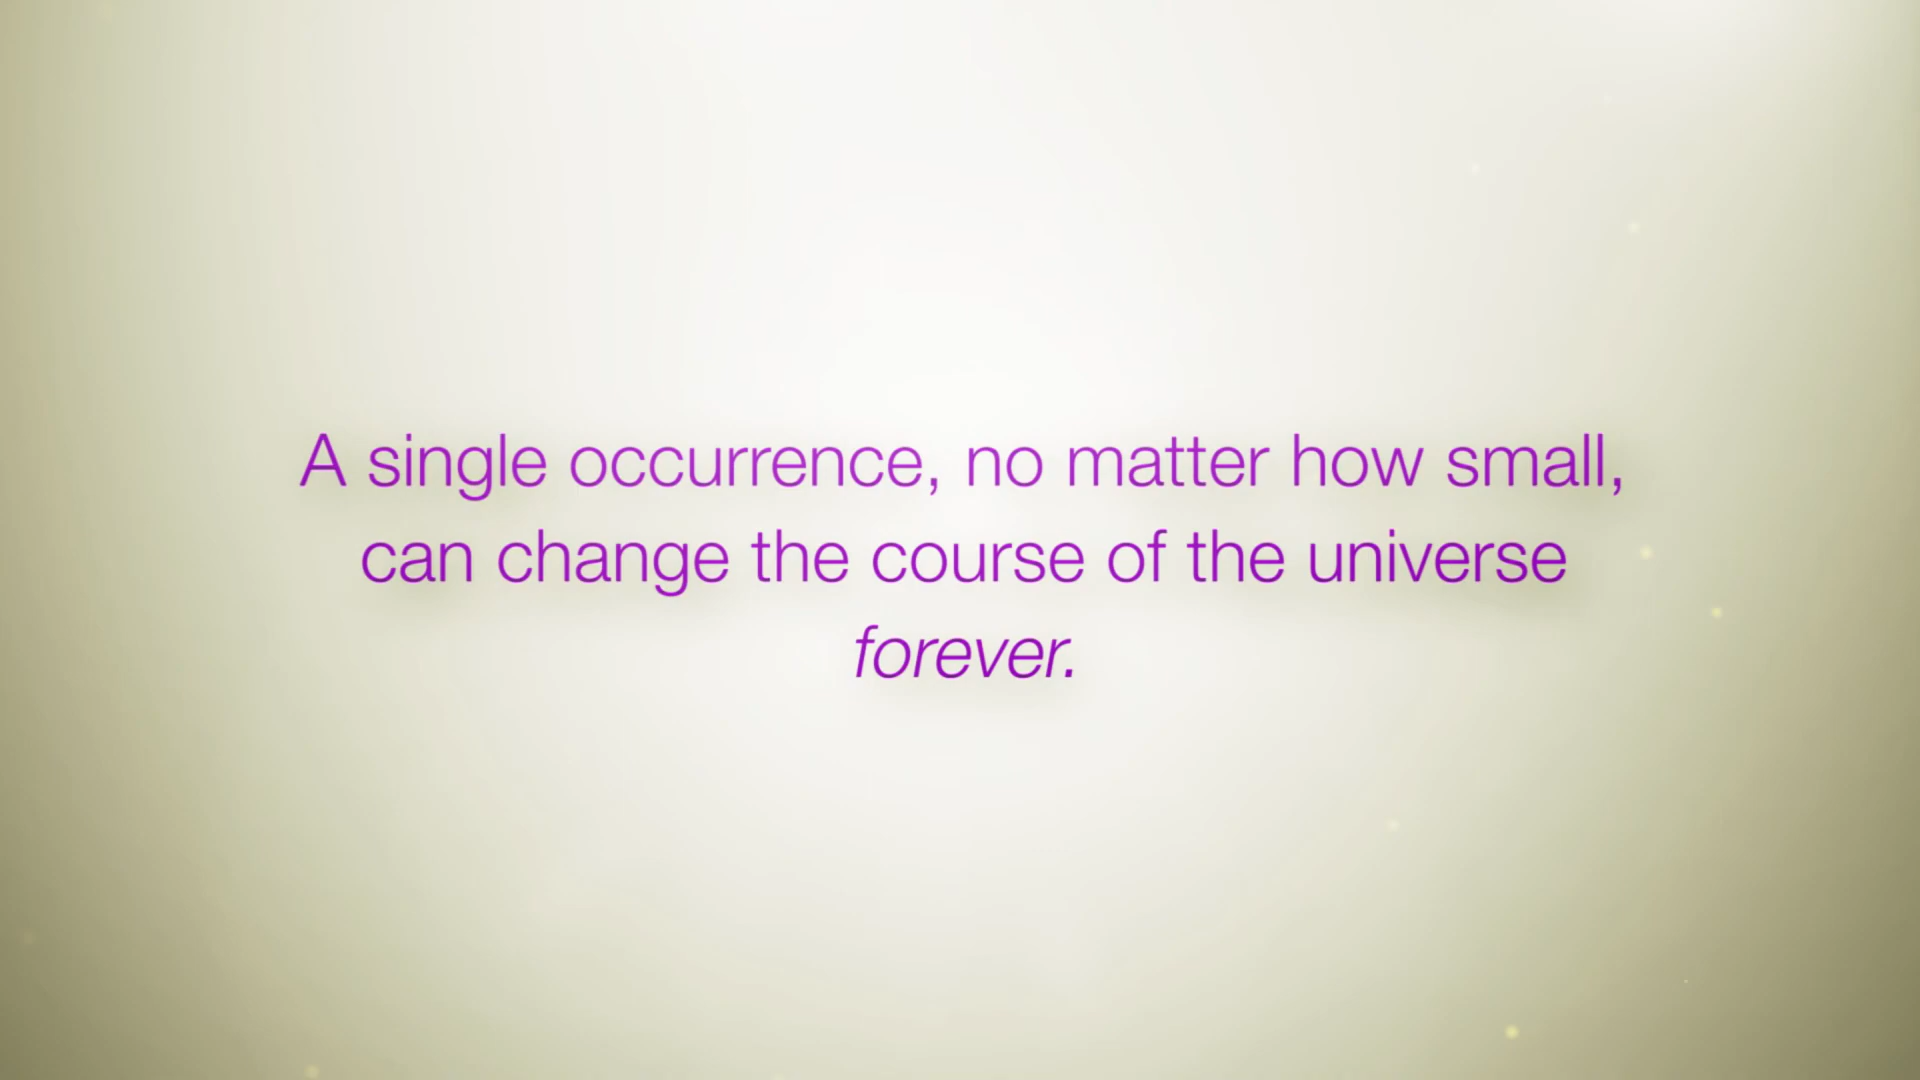 A single occurrence, no matter how small,
can change the course of the universe
forever.